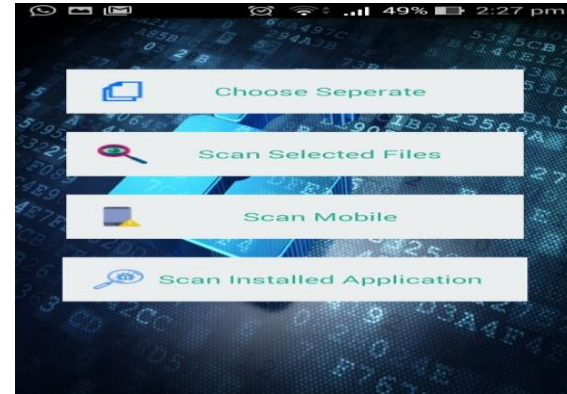 49% 2:27 pm
Choose Seperate
Scan Selected Files
Scan Mobile
Scan Installed Application